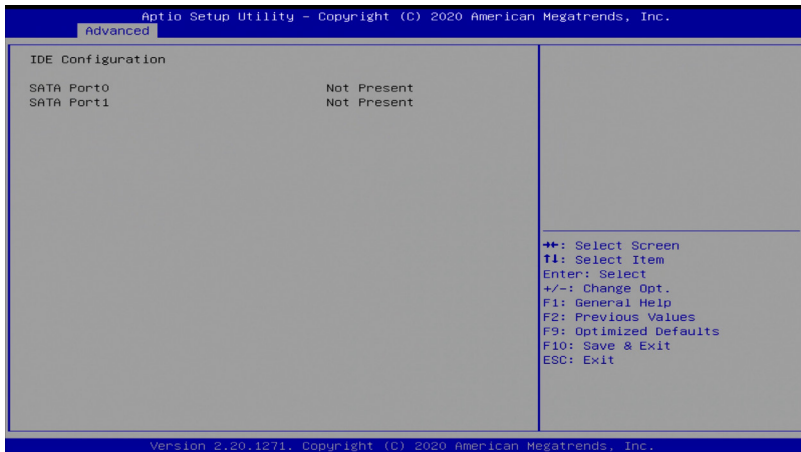 Aptio Setup Utility – Copyright (C) 2020 American Megatrends, Inc.
Advanced
IDE Configuration
SATA Port0 Not Present
SATA Port1 Not Present
→←: Select Screen
↑↓: Select Item
Enter: Select
+/-: Change Opt.
F1: General Help
F2: Previous Values
F9: Optimized Defaults
F10: Save & Exit
ESC: Exit
Version 2.20.1271. Copyright (C) 2020 American Megatrends, Inc.